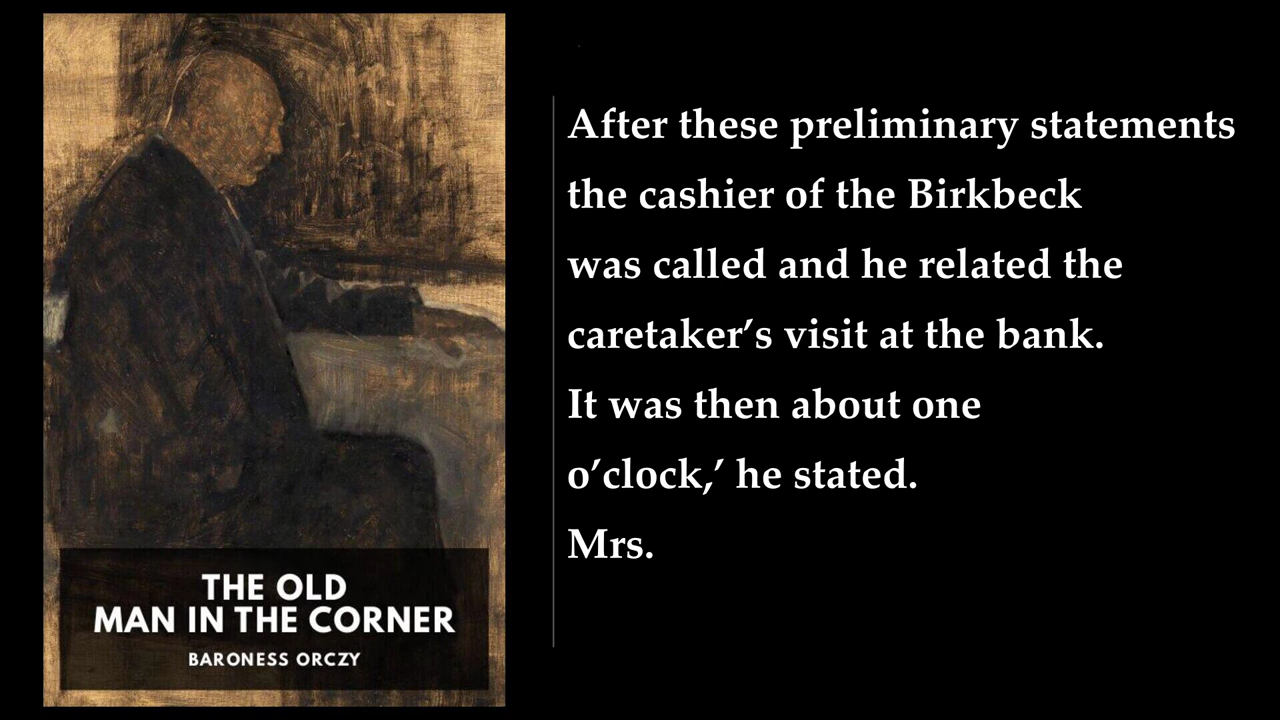 THE OLD
MAN IN THE CORNER
BARONESS ORCZY
After these preliminary statements
the cashier of the Birkbeck
was called and he related the
caretaker’s visit at the bank.
It was then about one
o’clock,’ he stated.
Mrs.